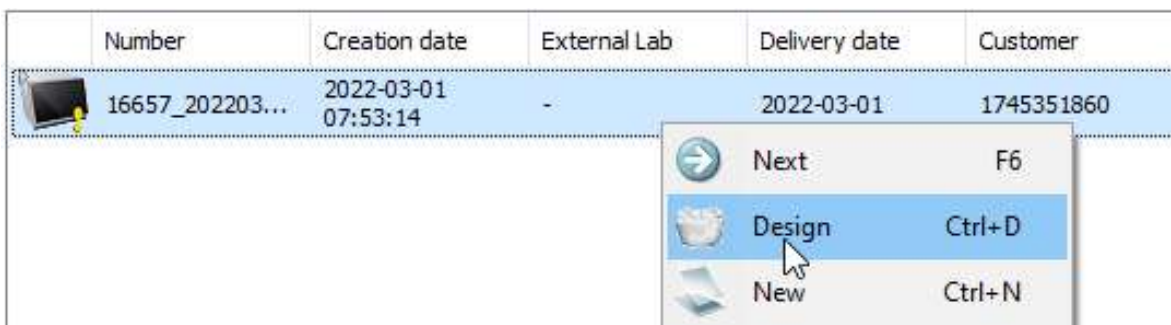 Number Creation date External Lab Delivery date Customer
16657_202203... 2022-03-01 07:53:14 - 2022-03-01 1745351860
Next F6
Design Ctrl+D
New Ctrl+N